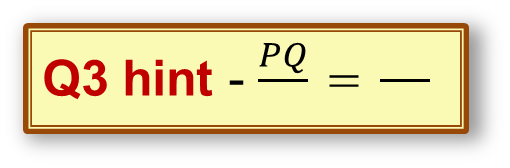 Q3 hint - PQ/ =